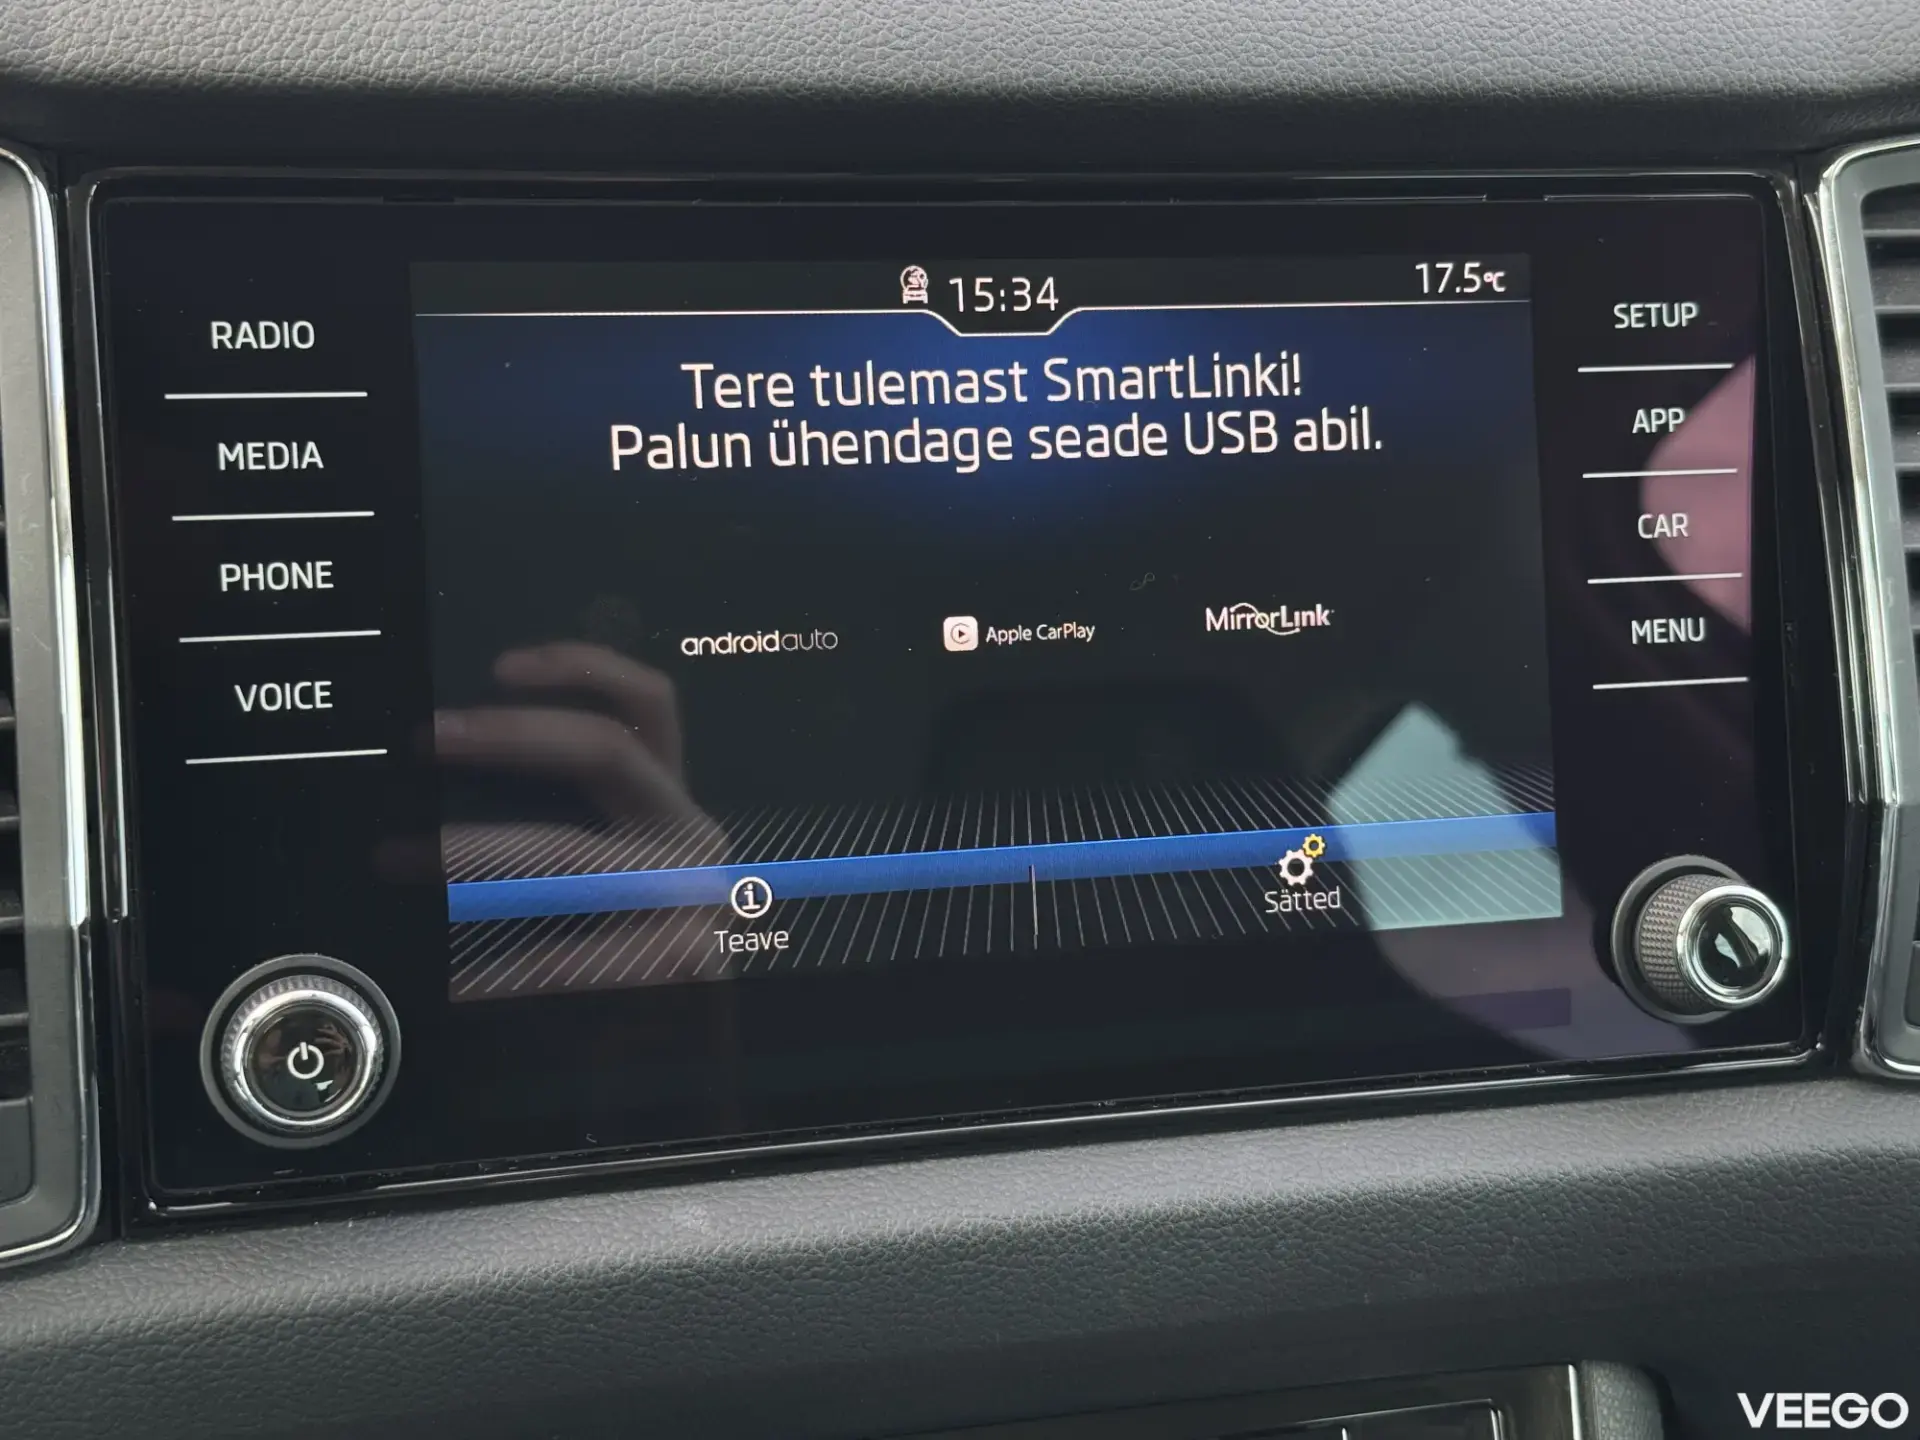 15:34
17.5°C
RADIO
MEDIA
PHONE
VOICE
Tere tulemast SmartLinki!
Palun ühendage seade USB abil.
androidauto
Apple CarPlay
MirrorLink
Teave
Sätted
SETUP
APP
CAR
MENU
VEEGO